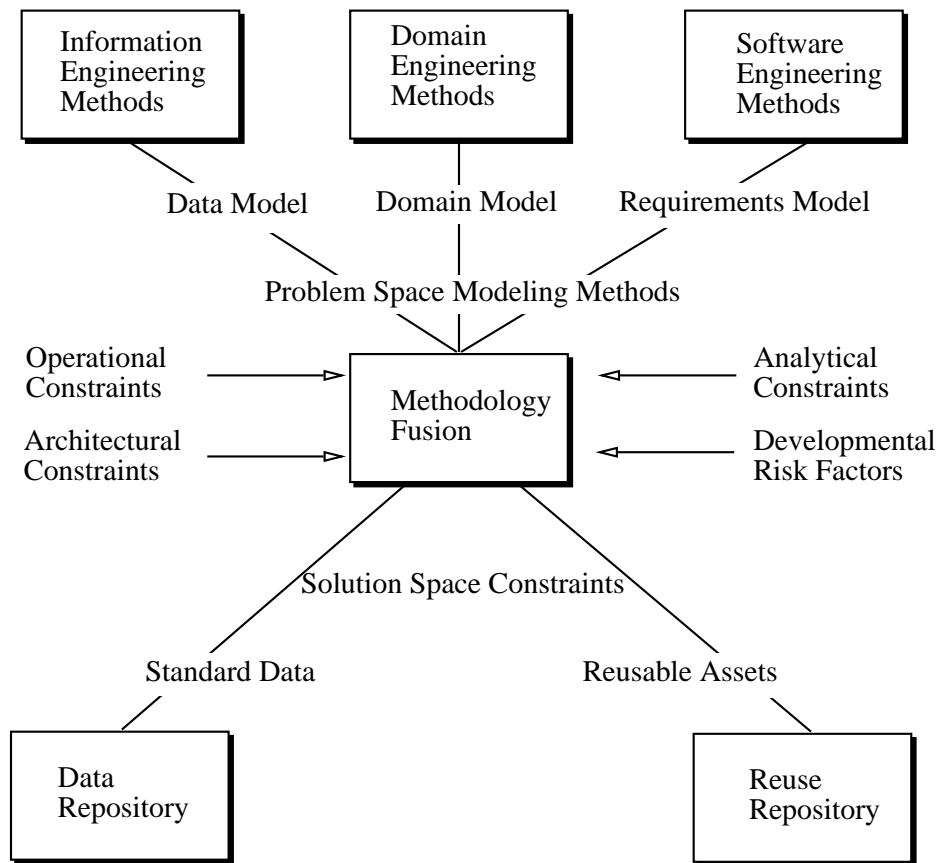 Information
Engineering
Methods
Domain
Engineering
Methods
Software
Engineering
Methods
Data Model
Domain Model
Requirements Model
Problem Space Modeling Methods
Operational
Constraints
Architectural
Constraints
Methodology
Fusion
Analytical
Constraints
Developmental
Risk Factors
Solution Space Constraints
Standard Data
Reusable Assets
Data
Repository
Reuse
Repository